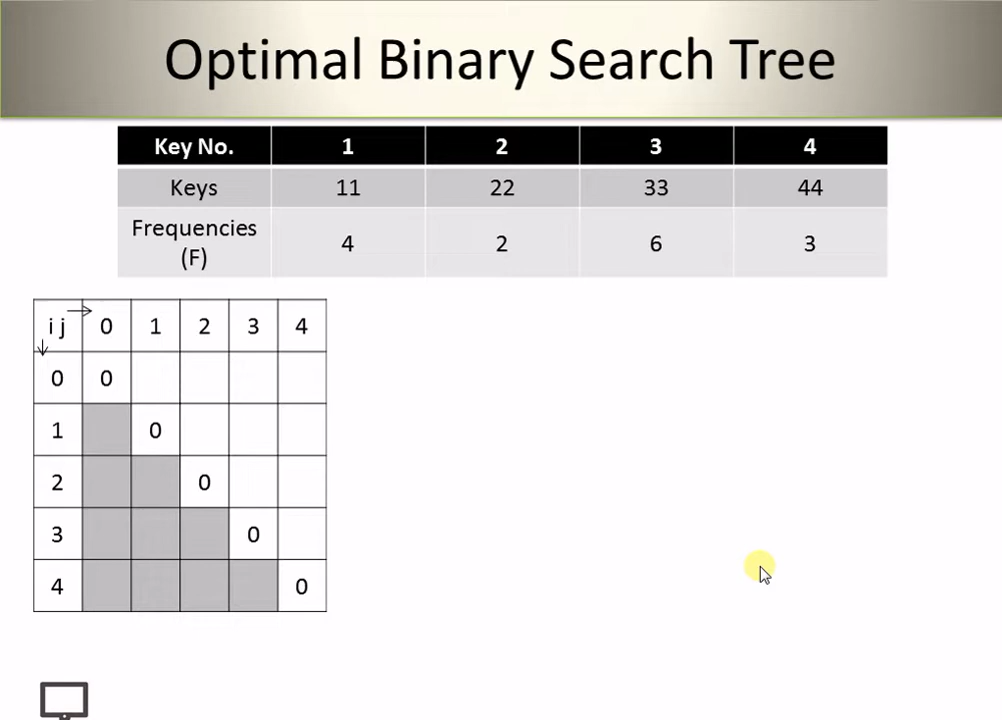 Optimal Binary Search Tree
Key No. 1 2 3 4
Keys 11 22 33 44
Frequencies
(F) 4 2 6 3
i j 0 1 2 3 4
0 0
1 0
2 0
3 0
4 0